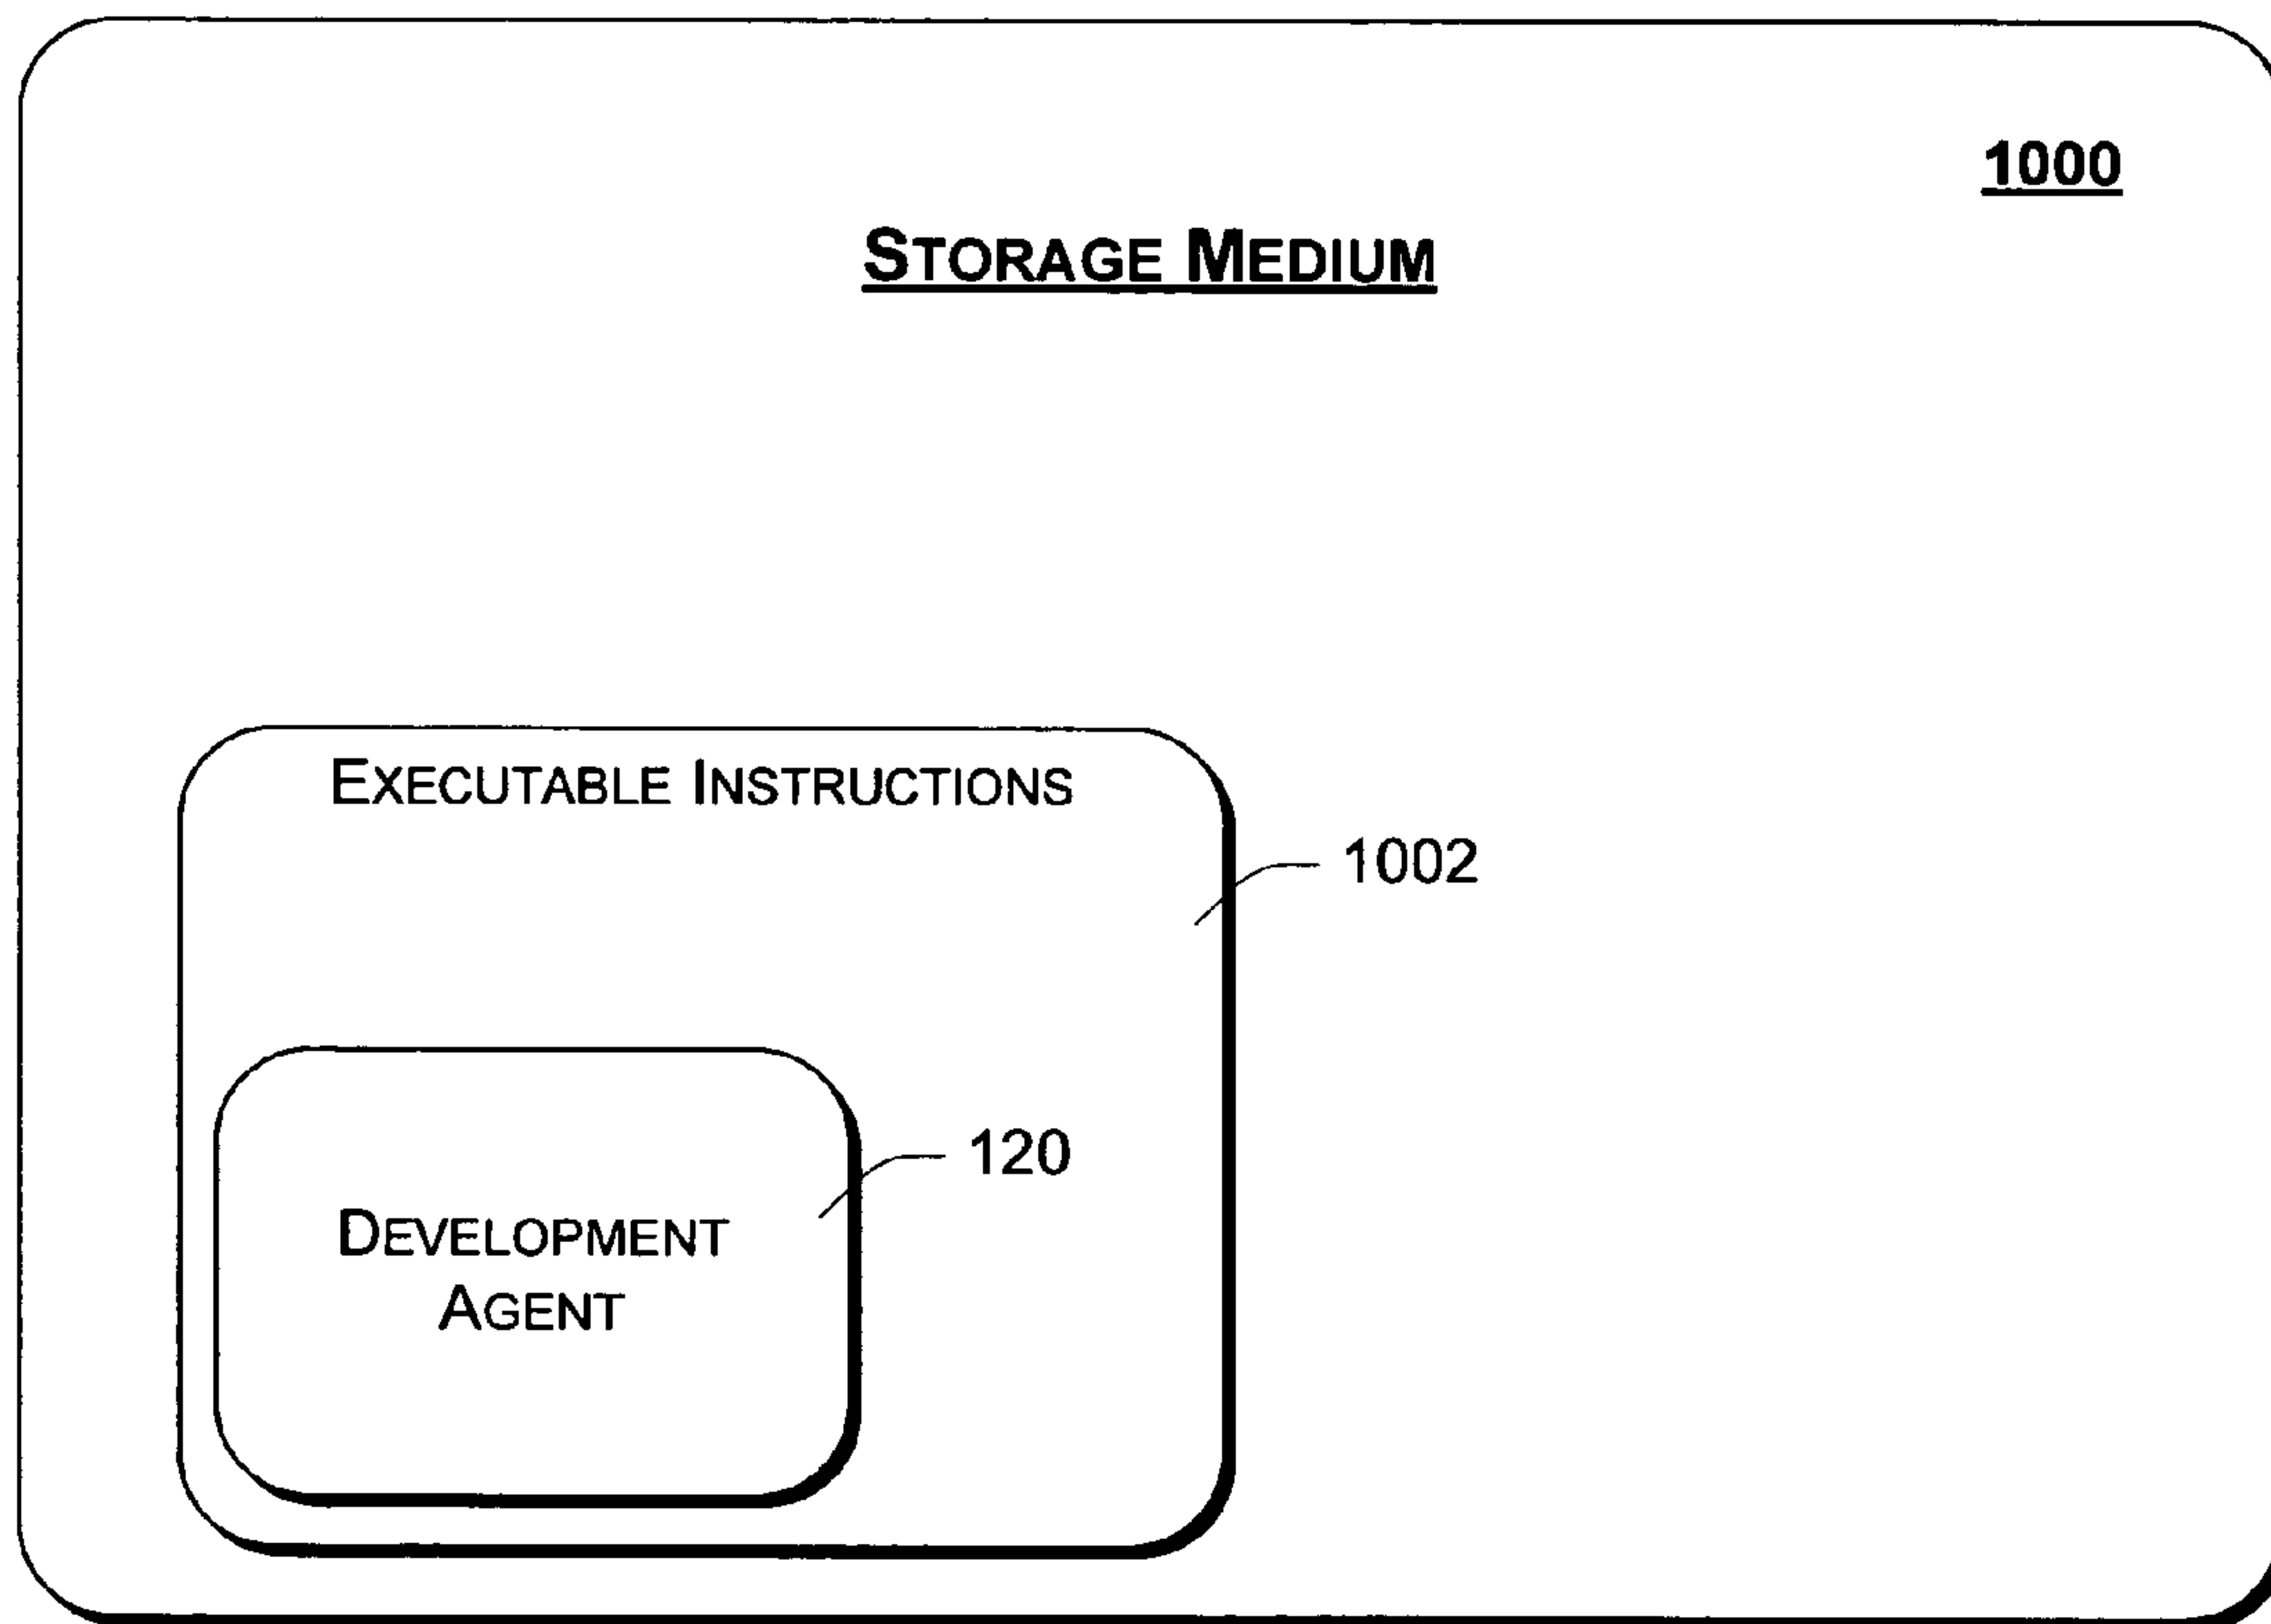 1000
STORAGE MEDIUM
EXECUTABLE INSTRUCTIONS
1002
120
DEVELOPMENT
AGENT